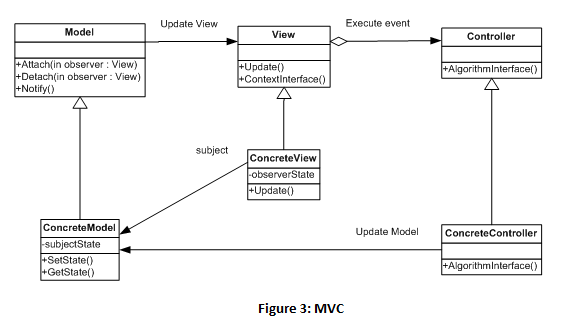 Model
+Attach(in observer : View)
+Detach(in observer : View)
+Notify()
Update View
View
+Update()
+ContextInterface()
Execute event
Controller
+AlgorithmInterface()
subject
ConcreteView
-observerState
+Update()
ConcreteModel
-subjectState
+SetState()
+GetState()
Update Model
ConcreteController
+AlgorithmInterface()
Figure 3: MVC